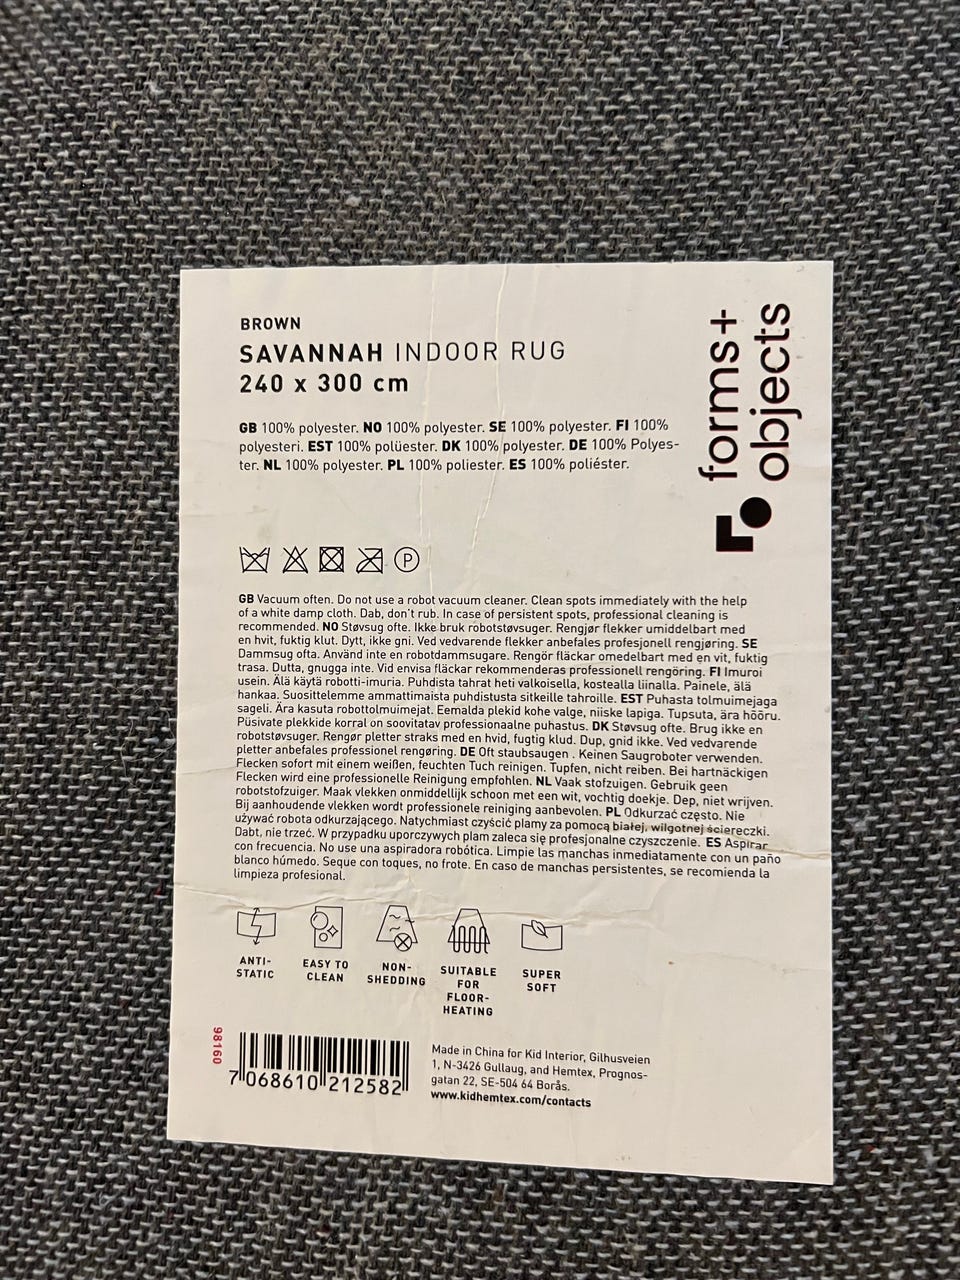 BROWN
SAVANNAH INDOOR RUG
240 x 300 cm
forms+
objects
GB 100% polyester. NO 100% polyester. SE 100% polyester. FI 100%
polyesteri. EST 100% polüester. DK 100% polyester. DE 100% Polyes-
ter. NL 100% polyester. PL 100% poliester. ES 100% poliéster.
P
GB Vacuum often. Do not use a robot vacuum cleaner. Clean spots immediately with the help
of a white damp cloth. Dab, don't rub. In case of persistent spots, professional cleaning is
recommended. NO Støvsug ofte. Ikke bruk robotstøvsuger. Rengjør flekker umiddelbart med
en hvit, fuktig klut. Dytt, ikke gni. Ved vedvarende flekker anbefales profesjonell rengjøring. SE
Dammsug ofta. Använd inte en robotdammsugare. Rengör fläckar omedelbart med en vit, fuktig
trasa. Dutta, gnugga inte. Vid envisa fläckar rekommenderas professionell rengöring. FI Imuroi
usein. Älä käytä robotti-imuria. Puhdista tahrat heti valkoisella, kostealla liinalla. Painele, älä
hankaa. Suosittelemme ammattimaista puhdistusta sitkeille tahroille. EST Puhasta tolmuimejaga
sageli. Ära kasuta robottolmuimejat. Eemalda plekid kohe valge, niiske lapiga. Tupsuta, ära hõõru.
Püsivate plekkide korral on soovitatav professionaalne puhastus. DK Støvsug ofte. Brug ikke en
robotstøvsuger. Rengør pletter straks med en hvid, fugtig klud. Dup, gnid ikke. Ved vedvarende
pletter anbefales professionel rengøring. DE Oft staubsaugen . Keinen Saugroboter verwenden.
Flecken sofort mit einem weißen, feuchten Tuch reinigen. Tupfen, nicht reiben. Bei hartnäckigen
Flecken wird eine professionelle Reinigung empfohlen. NL Vaak stofzuigen. Gebruik geen
robotstofzuiger. Maak vlekken onmiddellijk schoon met een wit, vochtig doekje. Dep, niet wrijven.
Bij aanhoudende vlekken wordt professionele reiniging aanbevolen. PL Odkurzać często. Nie
używać robota odkurzającego. Natychmiast czyścić plamy za pomocą białej, wilgotnej ściereczki.
Dabt, nie trzeć. W przypadku uporczywych plam zaleca się profesjonalne czyszczenie. ES Aspirar
con frecuencia. No use una aspiradora robótica. Limpie las manchas inmediatamente con un paño
blanco húmedo. Seque con toques, no frote. En caso de manchas persistentes, se recomienda la
limpieza profesional.
ANTI-
STATIC
EASY TO
CLEAN
NON-
SHEDDING
SUITABLE
FOR
FLOOR-
HEATING
SUPER
SOFT
98160
7 068610 212582
Made in China for Kid Interior, Gilhusveien
1, N-3426 Gullaug, and Hemtex, Prognos-
gatan 22, SE-504 64 Borås.
www.kidhemtex.com/contacts